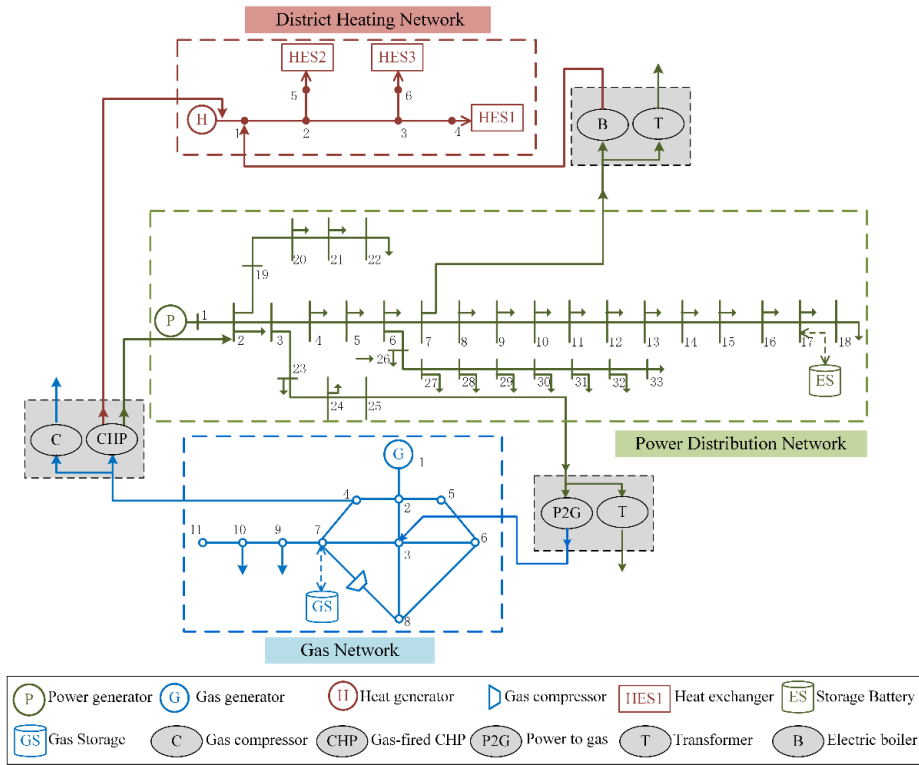 District Heating Network
HES2
HES3
5
6
H
1
2
3
4
HES1
B
T
20
21
22
19
P
1
2
3
4
5
6
7
8
9
10
11
12
13
14
15
16
17
18
26
23
27
28
29
30
31
32
33
ES
24
25
C
CHP
Power Distribution Network
G
1
4
2
5
P2G
T
11
10
9
7
3
6
GS
8
Gas Network
P Power generator
G Gas generator
H Heat generator
Gas compressor
HES1 Heat exchanger
ES Storage Battery
GS Gas Storage
C Gas compressor
CHP Gas-fired CHP
P2G Power to gas
T Transformer
B Electric boiler